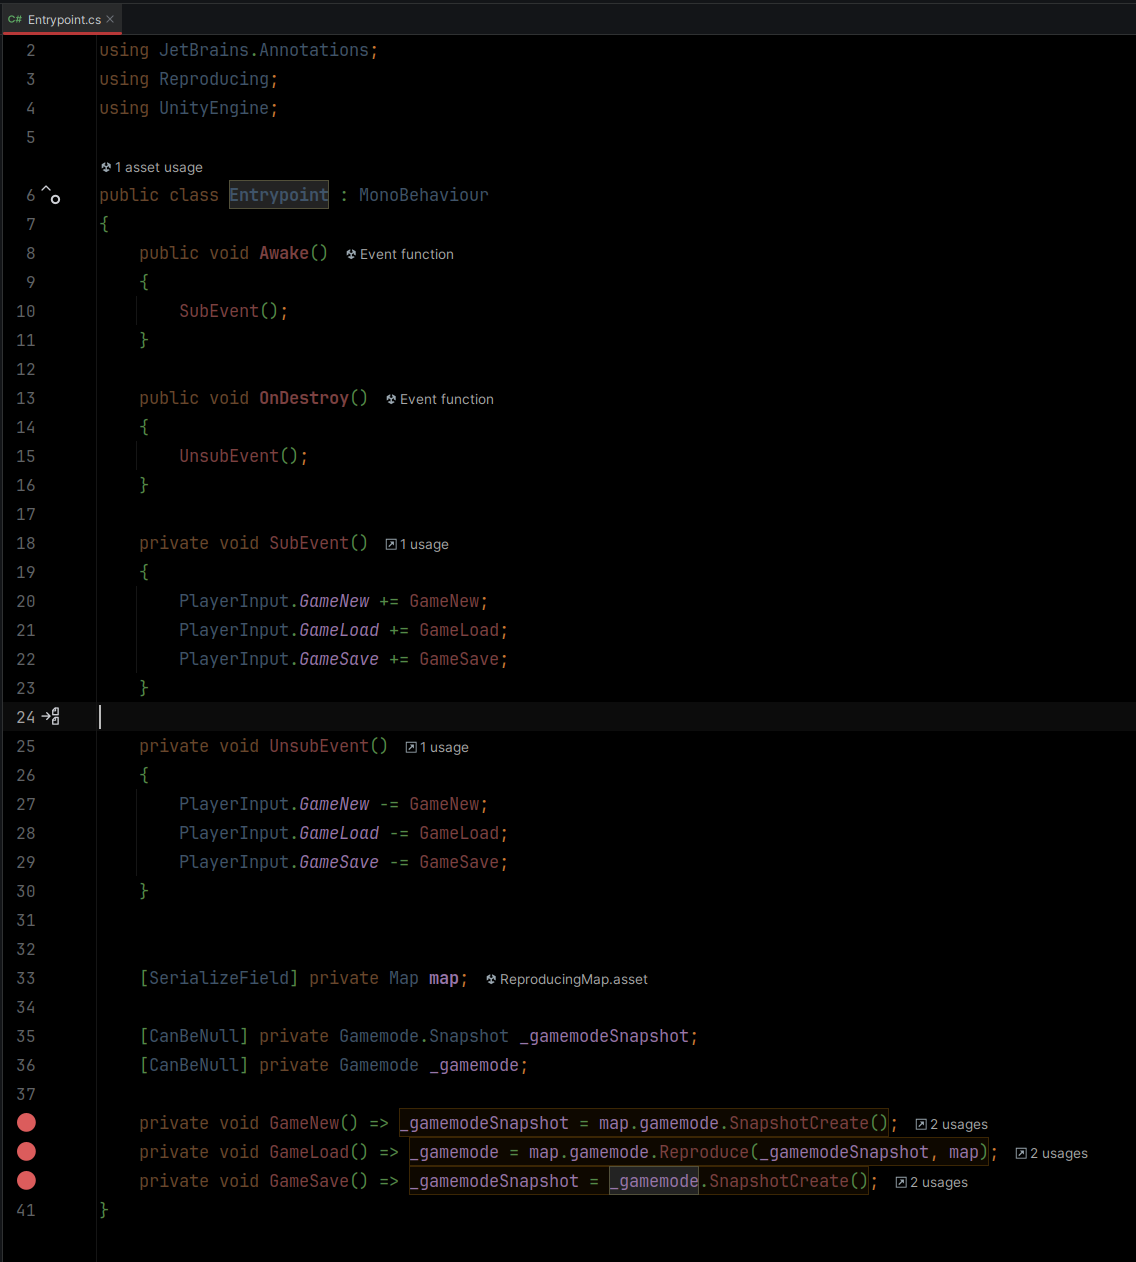 C# Entrypoint.cs ×
2 using JetBrains.Annotations;
3 using Reproducing;
4 using UnityEngine;
5
1 asset usage
6 public class Entrypoint : MonoBehaviour
7 {
8 public void Awake() Event function
9 {
10 SubEvent();
11 }
12
13 public void OnDestroy() Event function
14 {
15 UnsubEvent();
16 }
17
18 private void SubEvent() 1 usage
19 {
20 PlayerInput.GameNew += GameNew;
21 PlayerInput.GameLoad += GameLoad;
22 PlayerInput.GameSave += GameSave;
23 }
24
25 private void UnsubEvent() 1 usage
26 {
27 PlayerInput.GameNew -= GameNew;
28 PlayerInput.GameLoad -= GameLoad;
29 PlayerInput.GameSave -= GameSave;
30 }
31
32
33 [SerializeField] private Map map; ReproducingMap.asset
34
35 [CanBeNull] private Gamemode.Snapshot _gamemodeSnapshot;
36 [CanBeNull] private Gamemode _gamemode;
37
private void GameNew() => _gamemodeSnapshot = map.gamemode.SnapshotCreate(); 2 usages
private void GameLoad() => _gamemode = map.gamemode.Reproduce(_gamemodeSnapshot, map); 2 usages
private void GameSave() => _gamemodeSnapshot = _gamemode.SnapshotCreate(); 2 usages
41 }